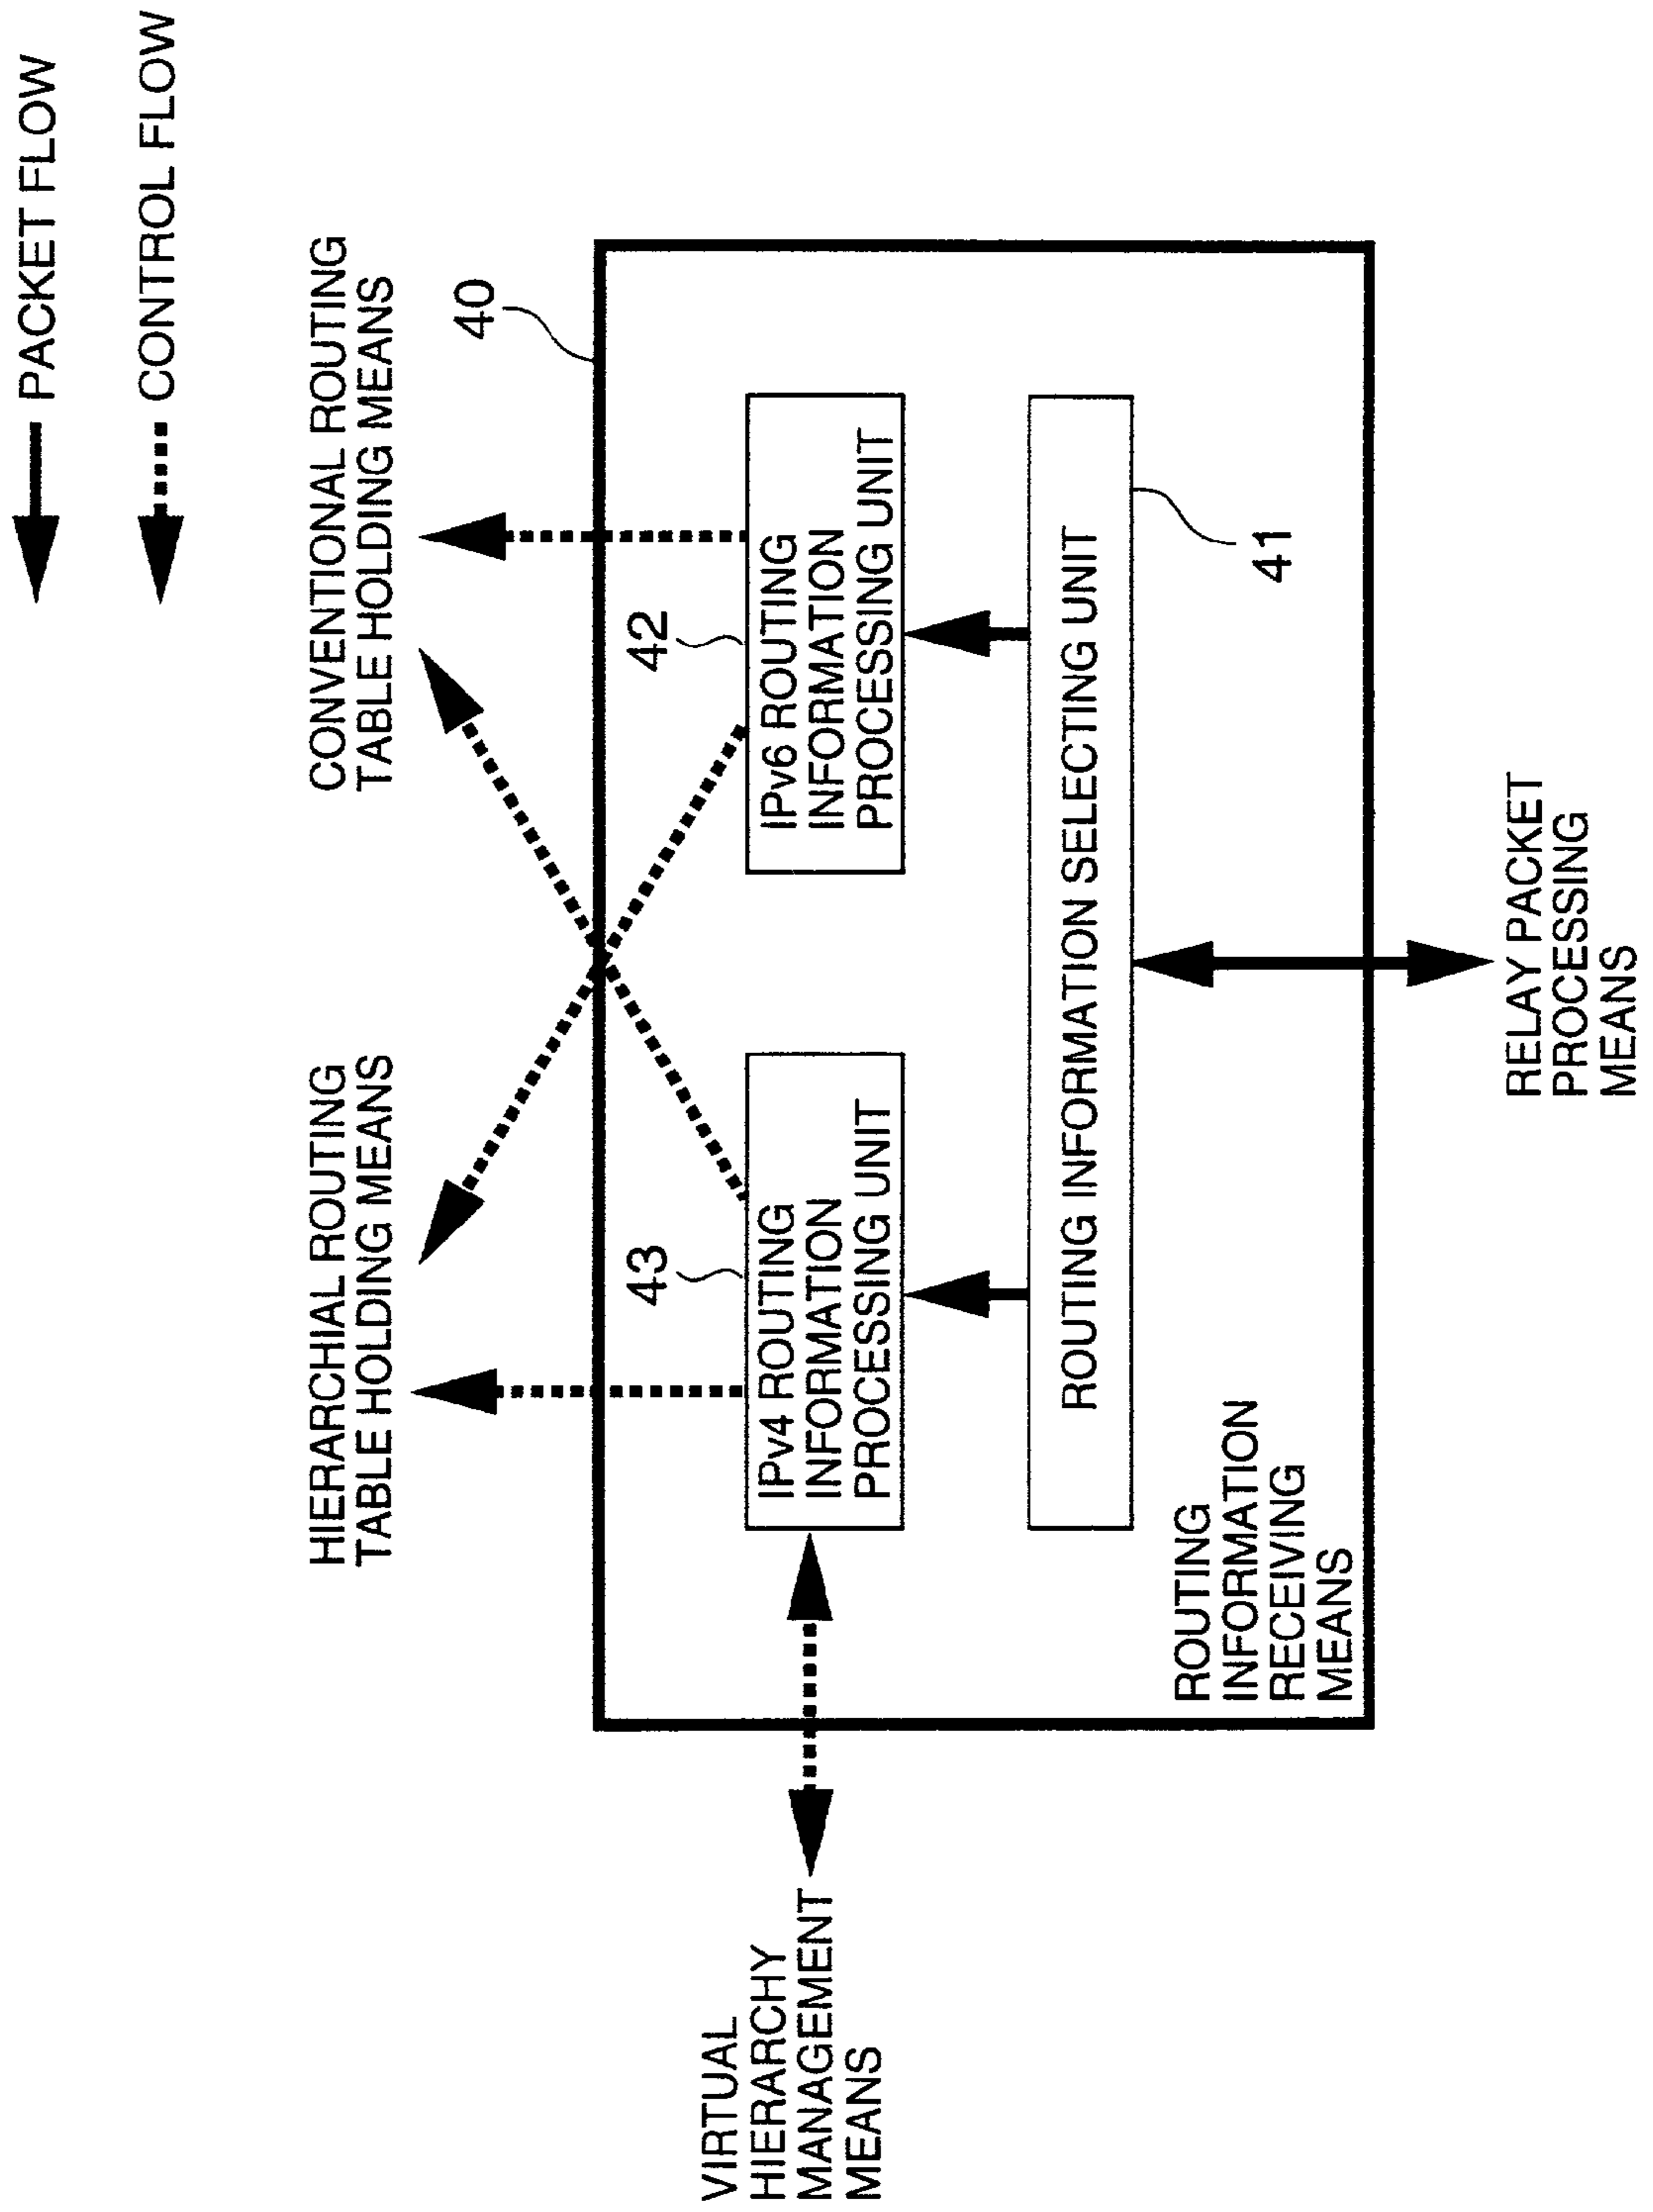 PACKET FLOW
CONTROL FLOW
HIERARCHIAL ROUTING
TABLE HOLDING MEANS
CONVENTIONAL ROUTING
TABLE HOLDING MEANS
40
43
42
VIRTUAL
HIERARCHY
MANAGEMENT
MEANS
IPv4 ROUTING
INFORMATION
PROCESSING UNIT
IPv6 ROUTING
INFORMATION
PROCESSING UNIT
ROUTING INFORMATION SELECTING UNIT
41
ROUTING
INFORMATION
RECEIVING
MEANS
RELAY PACKET
PROCESSING
MEANS